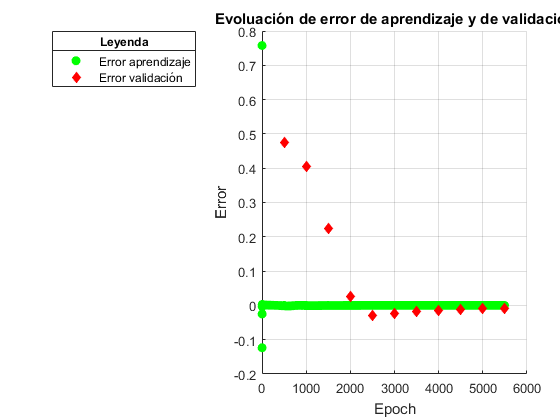 Evoluación de error de aprendizaje y de validació
Leyenda
Error aprendizaje
Error validación
0.8
0.7
0.6
0.5
0.4
0.3
0.2
0.1
0
-0.1
-0.2
Error
0 1000 2000 3000 4000 5000 6000
Epoch